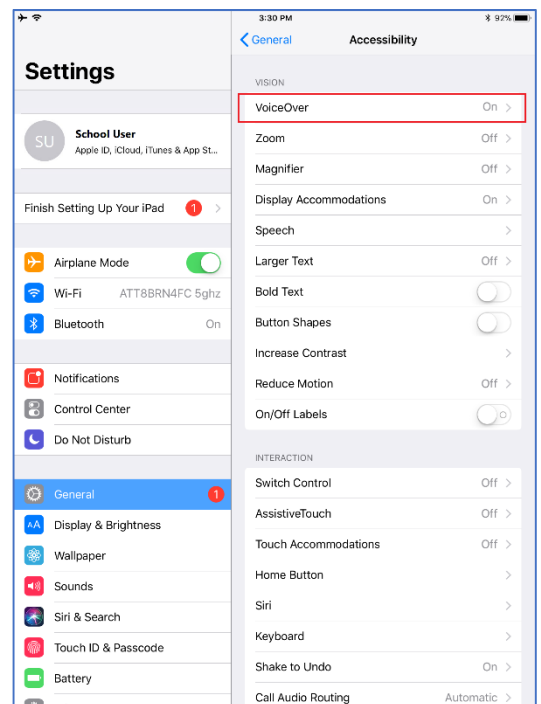 3:30 PM
92%
Settings
SU
School User
Apple ID, iCloud, iTunes & App St...
Finish Setting Up Your iPad 1
Airplane Mode
Wi-Fi ATT8BRN4FC 5ghz
Bluetooth On
Notifications
Control Center
Do Not Disturb
General 1
AA Display & Brightness
Wallpaper
Sounds
Siri & Search
Touch ID & Passcode
Battery
General
Accessibility
VISION
VoiceOver On
Zoom Off
Magnifier Off
Display Accommodations On
Speech
Larger Text Off
Bold Text
Button Shapes
Increase Contrast
Reduce Motion Off
On/Off Labels
INTERACTION
Switch Control Off
AssistiveTouch Off
Touch Accommodations Off
Home Button
Siri
Keyboard
Shake to Undo On
Call Audio Routing Automatic